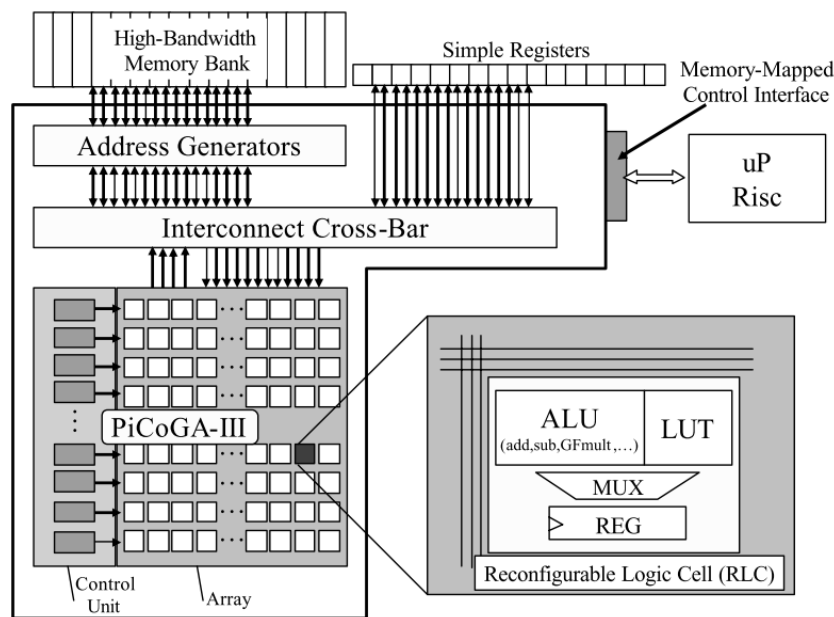 High-Bandwidth
Memory Bank
Simple Registers
Memory-Mapped
Control Interface
Address Generators
uP
Risc
Interconnect Cross-Bar
PiCoGA-III
ALU
(add,sub,GFmult,...)
LUT
MUX
REG
Reconfigurable Logic Cell (RLC)
Control
Unit
Array